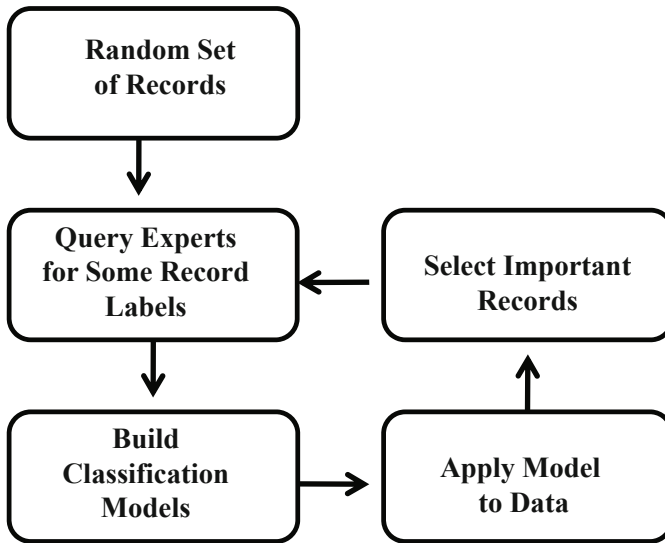 Random Set
of Records
Query Experts
for Some Record
Labels
Select Important
Records
Build
Classification
Models
Apply Model
to Data